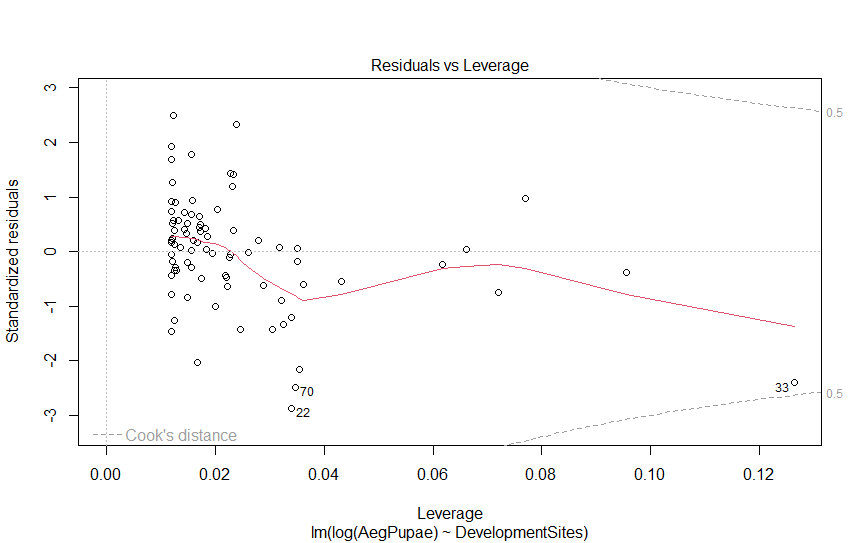 Residuals vs Leverage
Standardized residuals
3
2
1
0
-1
-2
-3
0.5
0.5
70
22
33
Cook's distance
0.00 0.02 0.04 0.06 0.08 0.10 0.12
Leverage
lm(log(AegPupae) ~ DevelopmentSites)